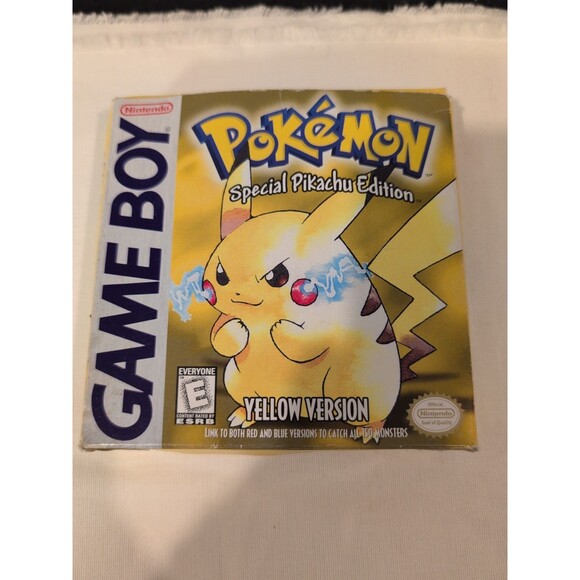 Nintendo
GAME BOY
POKéMON
Special Pikachu Edition
EVERYONE
E
CONTENT RATED BY
ESRB
YELLOW VERSION
LINK TO BOTH RED AND BLUE VERSIONS TO CATCH ALL 150 MONSTERS
Official
Nintendo
Seal of Quality